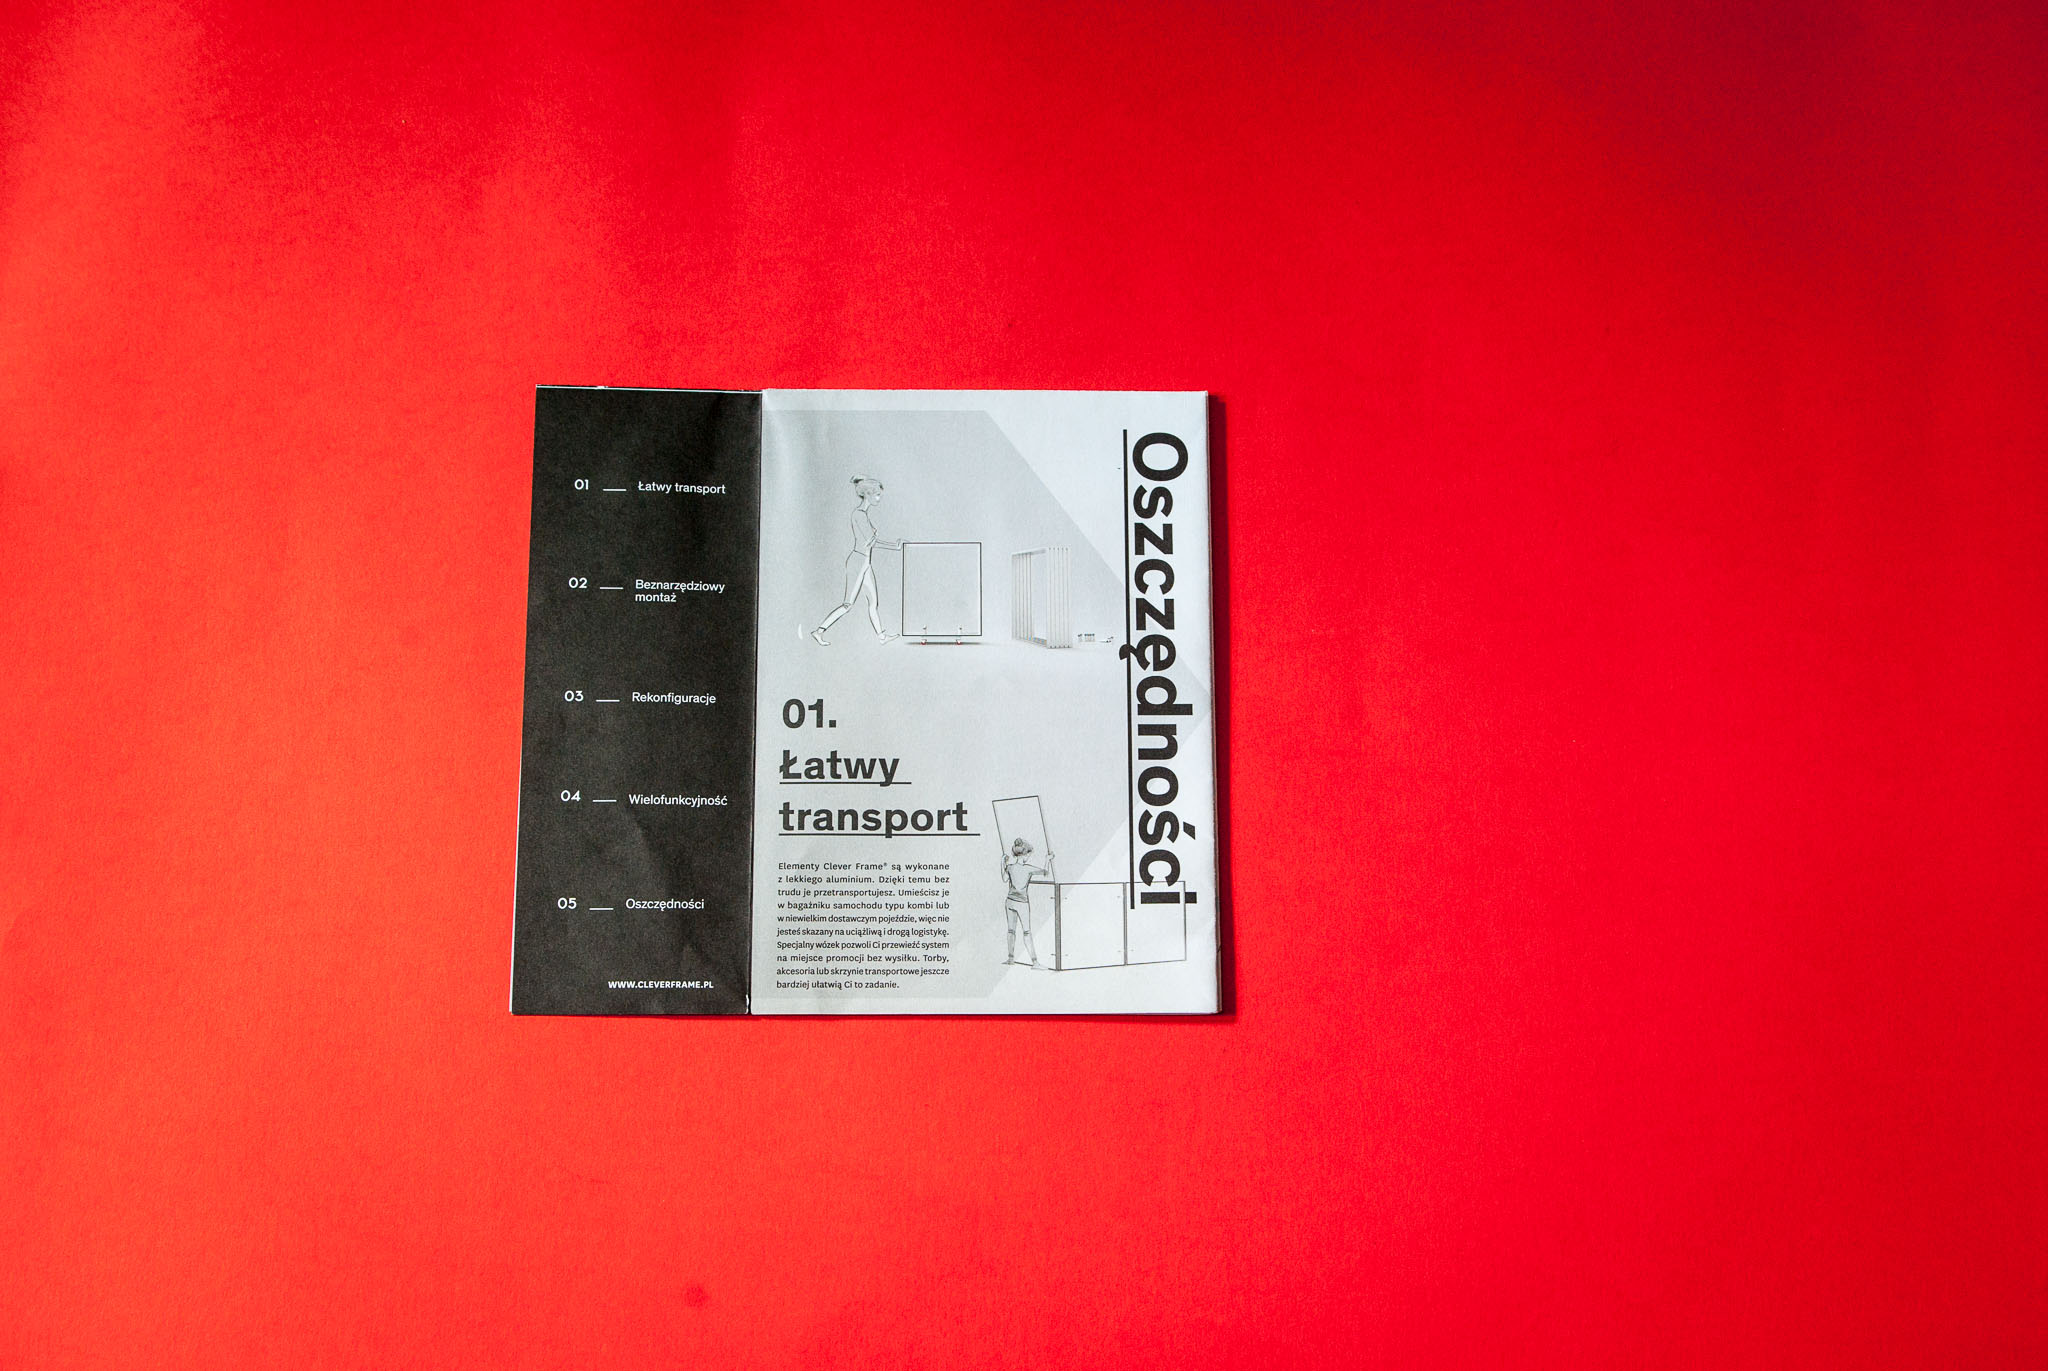 01 — Łatwy transport
02 — Beznarzędziowy
montaż
03 — Rekonfiguracje
04 — Wielofunkcyjność
05 — Oszczędności
WWW.CLEVERFRAME.PL
01.
Łatwy
transport
Elementy Clever Frame® są wykonane
z lekkiego aluminium. Dzięki temu bez
trudu je przetransportujesz. Umieścisz je
w bagażniku samochodu typu kombi lub
w niewielkim dostawczym pojeździe, więc nie
jesteś skazany na uciążliwą i drogą logistykę.
Specjalny wózek pozwoli Ci przewieźć system
na miejsce promocji bez wysiłku. Torby,
akcesoria lub skrzynie transportowe jeszcze
bardziej ułatwią Ci to zadanie.
Oszczędności